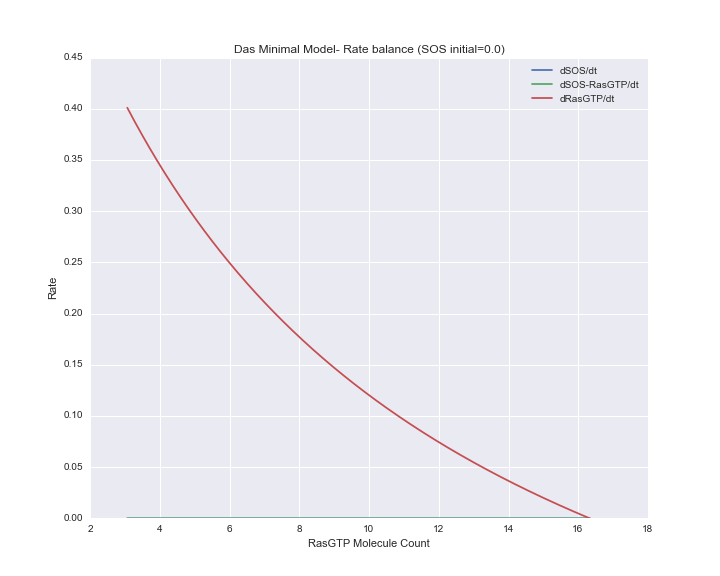 Das Minimal Model- Rate balance (SOS initial=0.0)
dSOS/dt
dSOS-RasGTP/dt
dRasGTP/dt
0.45
0.40
0.35
0.30
0.25
0.20
0.15
0.10
0.05
0.00
Rate
2 4 6 8 10 12 14 16 18
RasGTP Molecule Count